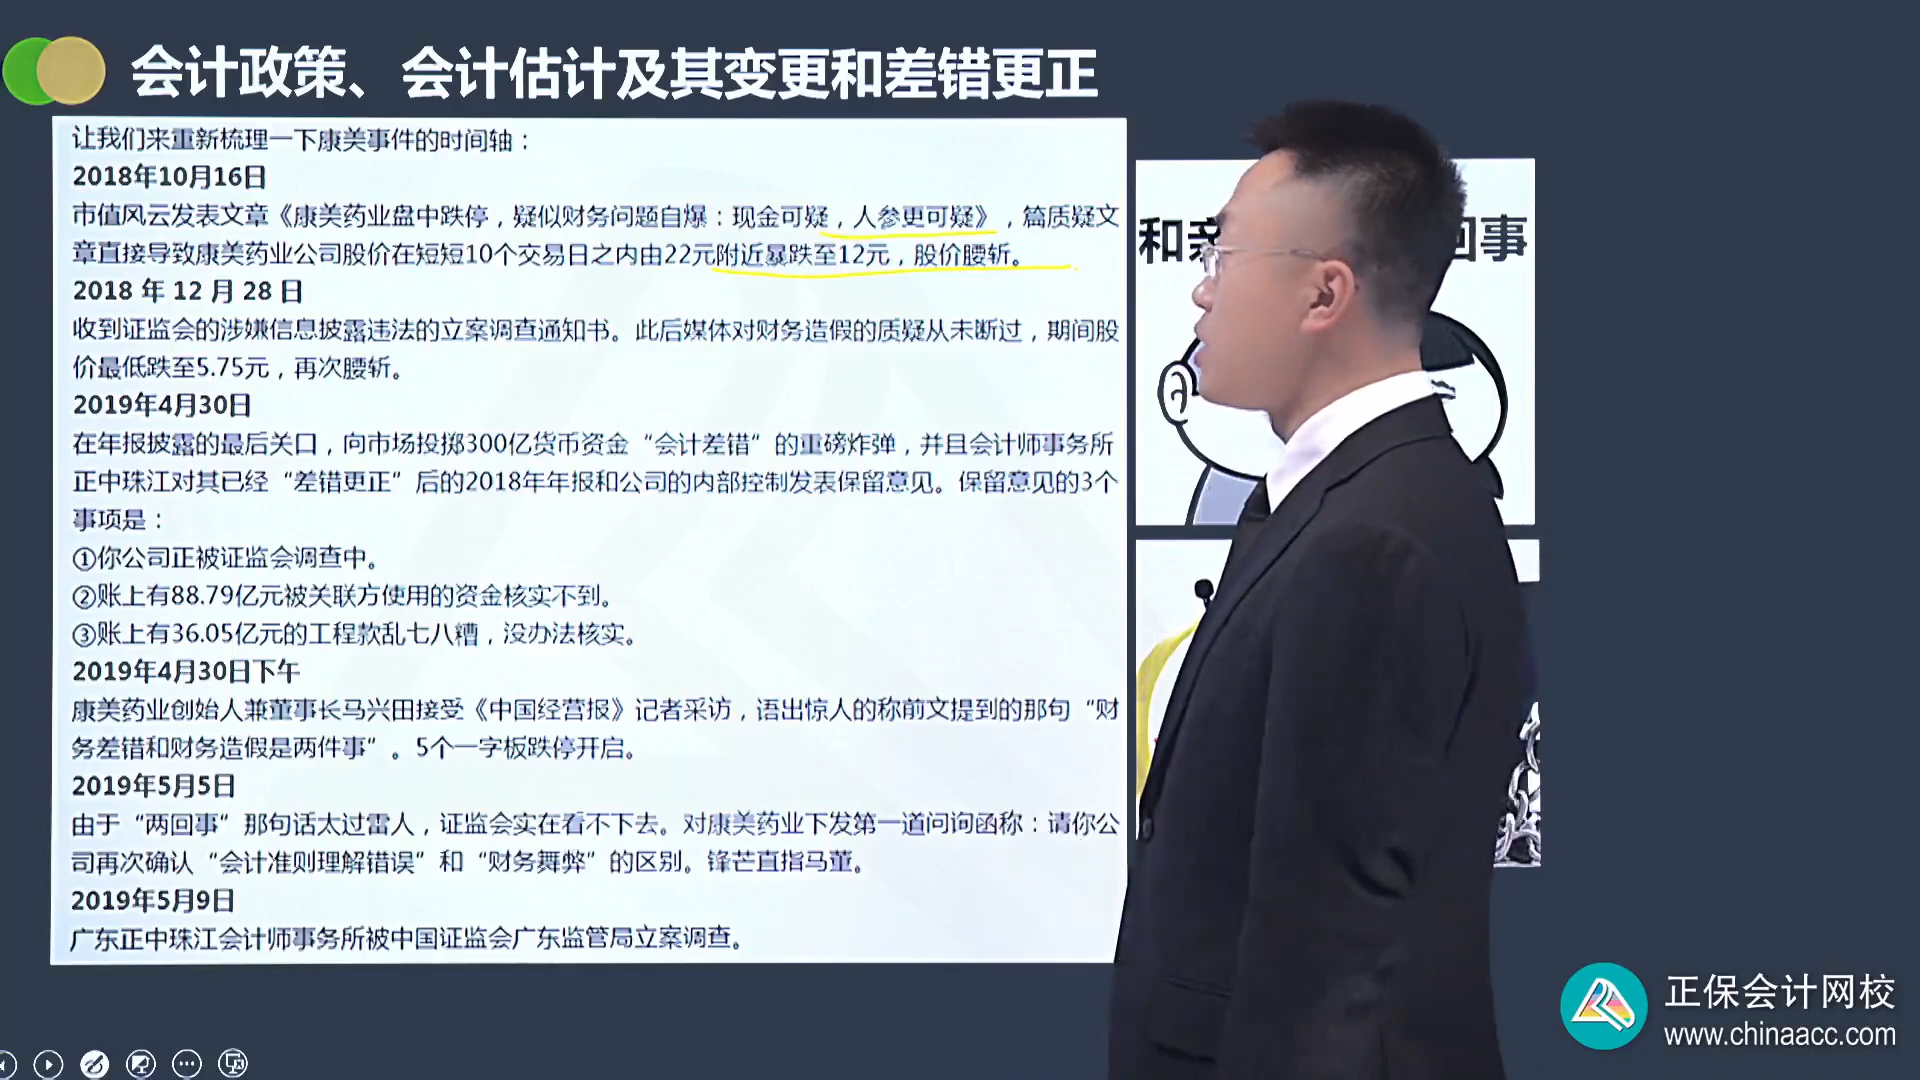 会计政策、会计估计及其变更和差错更正
让我们来重新梳理一下康美事件的时间轴：
2018年10月16日
市值风云发表文章《康美药业盘中跌停，疑似财务问题自爆：现金可疑，人参更可疑》，篇质疑文
章直接导致康美药业公司股价在短短10个交易日之内由22元附近暴跌至12元，股价腰斩。
2018 年 12 月 28 日
收到证监会的涉嫌信息披露违法的立案调查通知书。此后媒体对财务造假的质疑从未断过，期间股
价最低跌至5.75元，再次腰斩。
2019年4月30日
在年报披露的最后关口，向市场投掷300亿货币资金“会计差错”的重磅炸弹，并且会计师事务所
正中珠江对其已经“差错更正”后的2018年年报和公司的内部控制发表保留意见。保留意见的3个
事项是：
①你公司正被证监会调查中。
②账上有88.79亿元被关联方使用的资金核实不到。
③账上有36.05亿元的工程款乱七八糟，没办法核实。
2019年4月30日下午
康美药业创始人兼董事长马兴田接受《中国经营报》记者采访，语出惊人的称前文提到的那句“财
务差错和财务造假是两件事”。5个一字板跌停开启。
2019年5月5日
由于“两回事”那句话太过雷人，证监会实在看不下去。对康美药业下发第一道问询函称：请你公
司再次确认“会计准则理解错误”和“财务舞弊”的区别。锋芒直指马董。
2019年5月9日
广东正中珠江会计师事务所被中国证监会广东监管局立案调查。
和亲 回事
正保会计网校
www.chinaacc.com